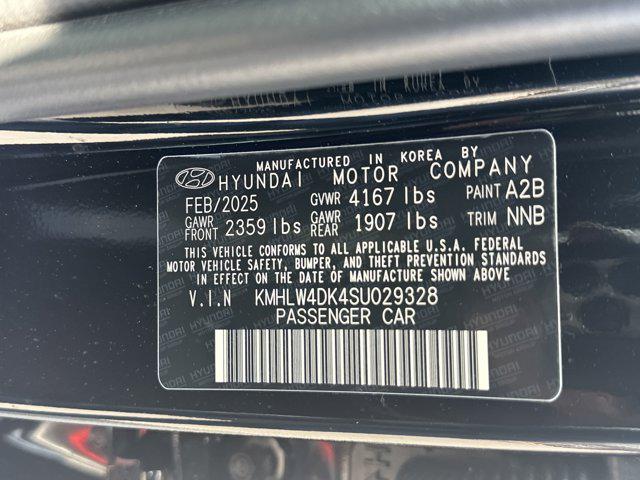 MANUFACTURED IN KOREA BY
HYUNDAI MOTOR COMPANY
FEB/2025 GVWR 4167 lbs PAINT A2B
GAWR FRONT 2359 lbs GAWR REAR 1907 lbs TRIM NNB
THIS VEHICLE CONFORMS TO ALL APPLICABLE U.S.A. FEDERAL
MOTOR VEHICLE SAFETY, BUMPER, AND THEFT PREVENTION STANDARDS
IN EFFECT ON THE DATE OF MANUFACTURE SHOWN ABOVE
V.I.N KMHLW4DK4SU029328
PASSENGER CAR